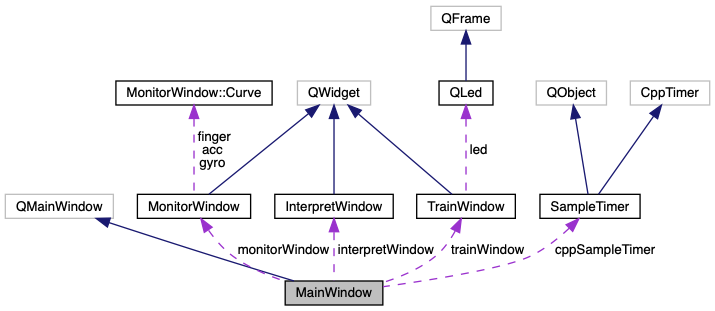 QFrame
MonitorWindow::Curve
QWidget
QLed
QObject
CppTimer
finger
acc
gyro
led
QMainWindow
MonitorWindow
InterpretWindow
TrainWindow
SampleTimer
monitorWindow
interpretWindow
trainWindow
cppSampleTimer
MainWindow